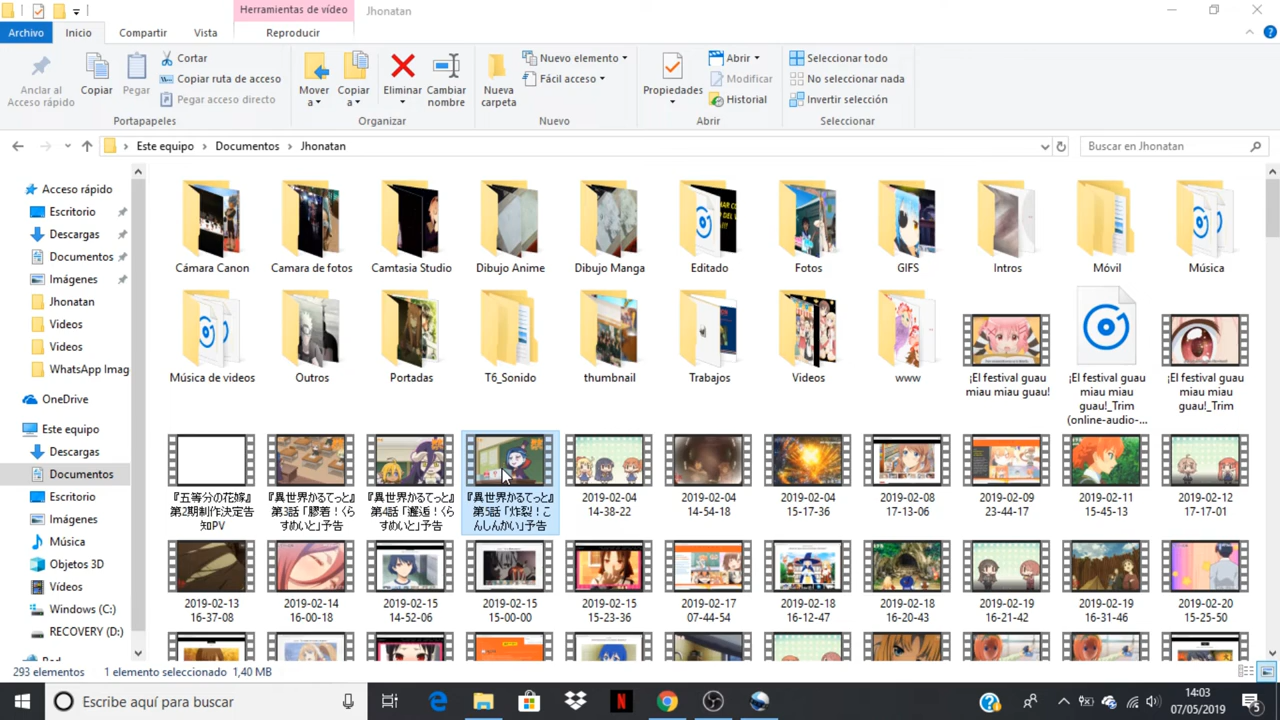 Herramientas de vídeo
Jhonatan
Archivo
Inicio
Compartir
Vista
Reproducir
Anclar al
Acceso rápido
Copiar
Pegar
Cortar
Copiar ruta de acceso
Pegar acceso directo
Portapapeles
Mover
a
Copiar
a
Eliminar
Cambiar
nombre
Organizar
Nueva
carpeta
Nuevo elemento
Fácil acceso
Nuevo
Propiedades
Abrir
Modificar
Historial
Abrir
Seleccionar todo
No seleccionar nada
Invertir selección
Seleccionar
Este equipo › Documentos › Jhonatan
Buscar en Jhonatan
Acceso rápido
Escritorio
Descargas
Documentos
Imágenes
Jhonatan
Videos
Videos
WhatsApp Imag
OneDrive
Este equipo
Descargas
Documentos
Escritorio
Imágenes
Música
Objetos 3D
Vídeos
Windows (C:)
RECOVERY (D:)
Cámara Canon
Camara de fotos
Camtasia Studio
Dibujo Anime
Dibujo Manga
Editado
Fotos
GIFS
Intros
Móvil
Música
Música de videos
Outros
Portadas
T6_Sonido
thumbnail
Trabajos
Videos
www
¡El festival guau
miau miau guau!
¡El festival guau
miau miau
guau!_Trim
(online-audio-...
¡El festival guau
miau miau
guau!_Trim
『五等分の花嫁』
第2期制作決定告
知PV
『異世界かるてっと』
第3話「膠着！くら
すめいと」予告
『異世界かるてっと』
第4話「邂逅！くら
すめいと」予告
『異世界かるてっと』
第5話「炸裂！こ
んしんかい」予告
2019-02-04
14-38-22
2019-02-04
14-54-18
2019-02-04
15-17-36
2019-02-08
17-13-06
2019-02-09
23-44-17
2019-02-11
15-45-13
2019-02-12
17-17-01
2019-02-13
16-37-08
2019-02-14
16-00-18
2019-02-15
14-52-06
2019-02-15
15-00-00
2019-02-15
15-23-36
2019-02-17
07-44-54
2019-02-18
16-12-47
2019-02-18
16-20-43
2019-02-19
16-21-42
2019-02-19
16-31-46
2019-02-20
15-25-50
293 elementos
1 elemento seleccionado 1,40 MB
Escribe aquí para buscar
14:03
07/05/2019
5